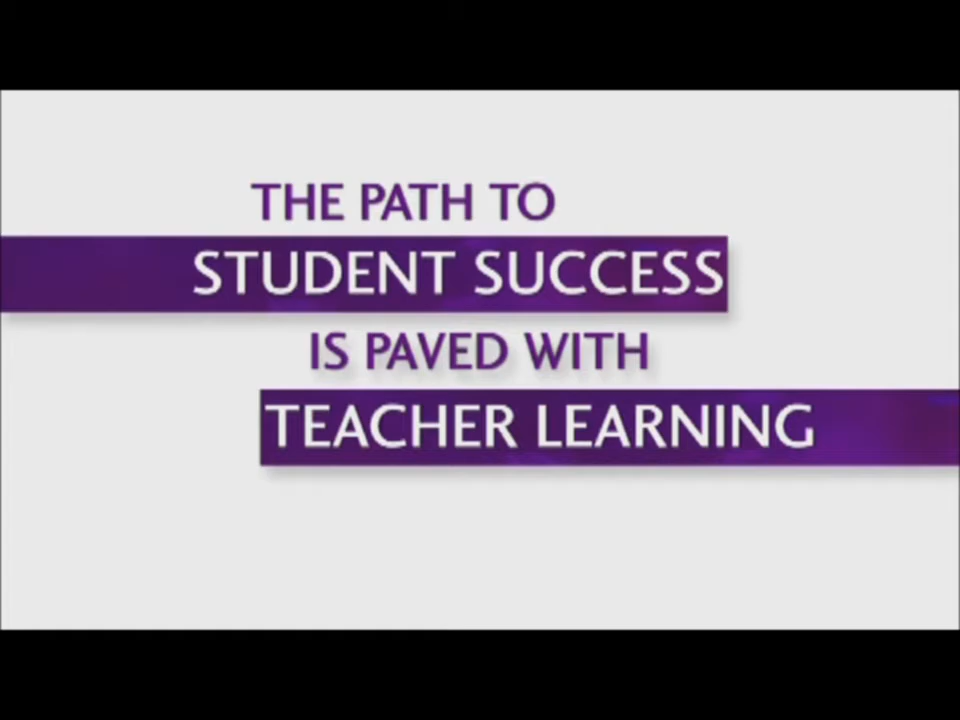 THE PATH TO
STUDENT SUCCESS
IS PAVED WITH
TEACHER LEARNING